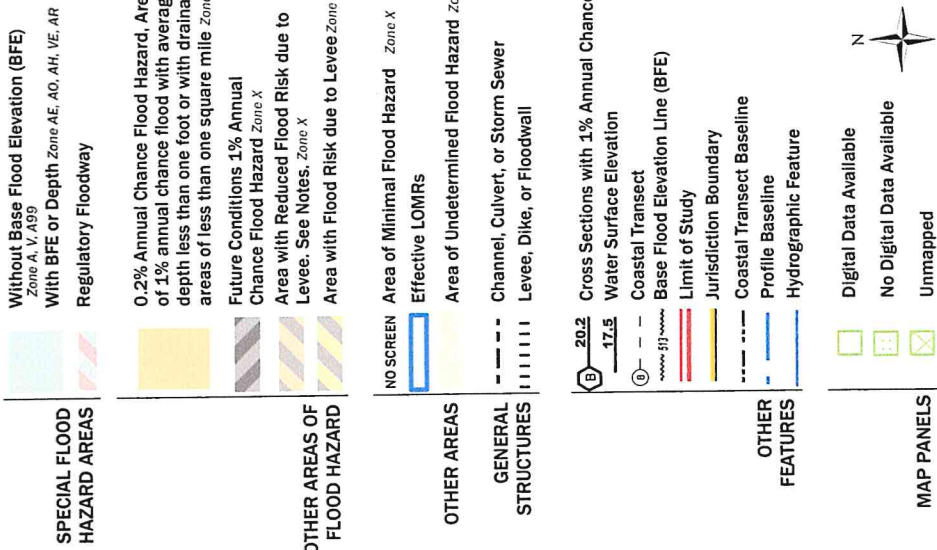 SPECIAL FLOOD
HAZARD AREAS
Without Base Flood Elevation (BFE)
Zone A, V, A99
With BFE or Depth Zone AE, AO, AH, VE, AR
Regulatory Floodway
OTHER AREAS OF
FLOOD HAZARD
0.2% Annual Chance Flood Hazard, Are
of 1% annual chance flood with averag
depth less than one foot or with draina
areas of less than one square mile Zone
Future Conditions 1% Annual
Chance Flood Hazard Zone X
Area with Reduced Flood Risk due to
Levee. See Notes. Zone X
Area with Flood Risk due to Levee Zone
OTHER AREAS
NO SCREEN Area of Minimal Flood Hazard Zone X
Effective LOMRs
Area of Undetermined Flood Hazard Zo
GENERAL
STRUCTURES
Channel, Culvert, or Storm Sewer
Levee, Dike, or Floodwall
OTHER
FEATURES
B 20.2 Cross Sections with 1% Annual Chance
17.5 Water Surface Elevation
8 Coastal Transect
513 Base Flood Elevation Line (BFE)
Limit of Study
Jurisdiction Boundary
Coastal Transect Baseline
Profile Baseline
Hydrographic Feature
MAP PANELS
Digital Data Available
No Digital Data Available
Unmapped
N